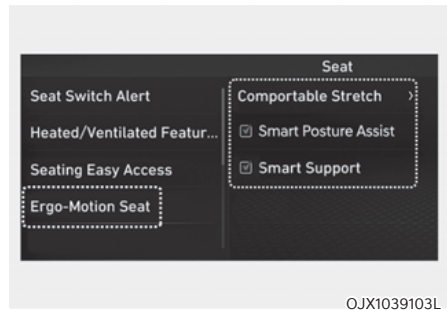 Seat
Seat Switch Alert
Heated/Ventilated Featur...
Seating Easy Access
Ergo-Motion Seat
Comportable Stretch
Smart Posture Assist
Smart Support
OJX1039103L